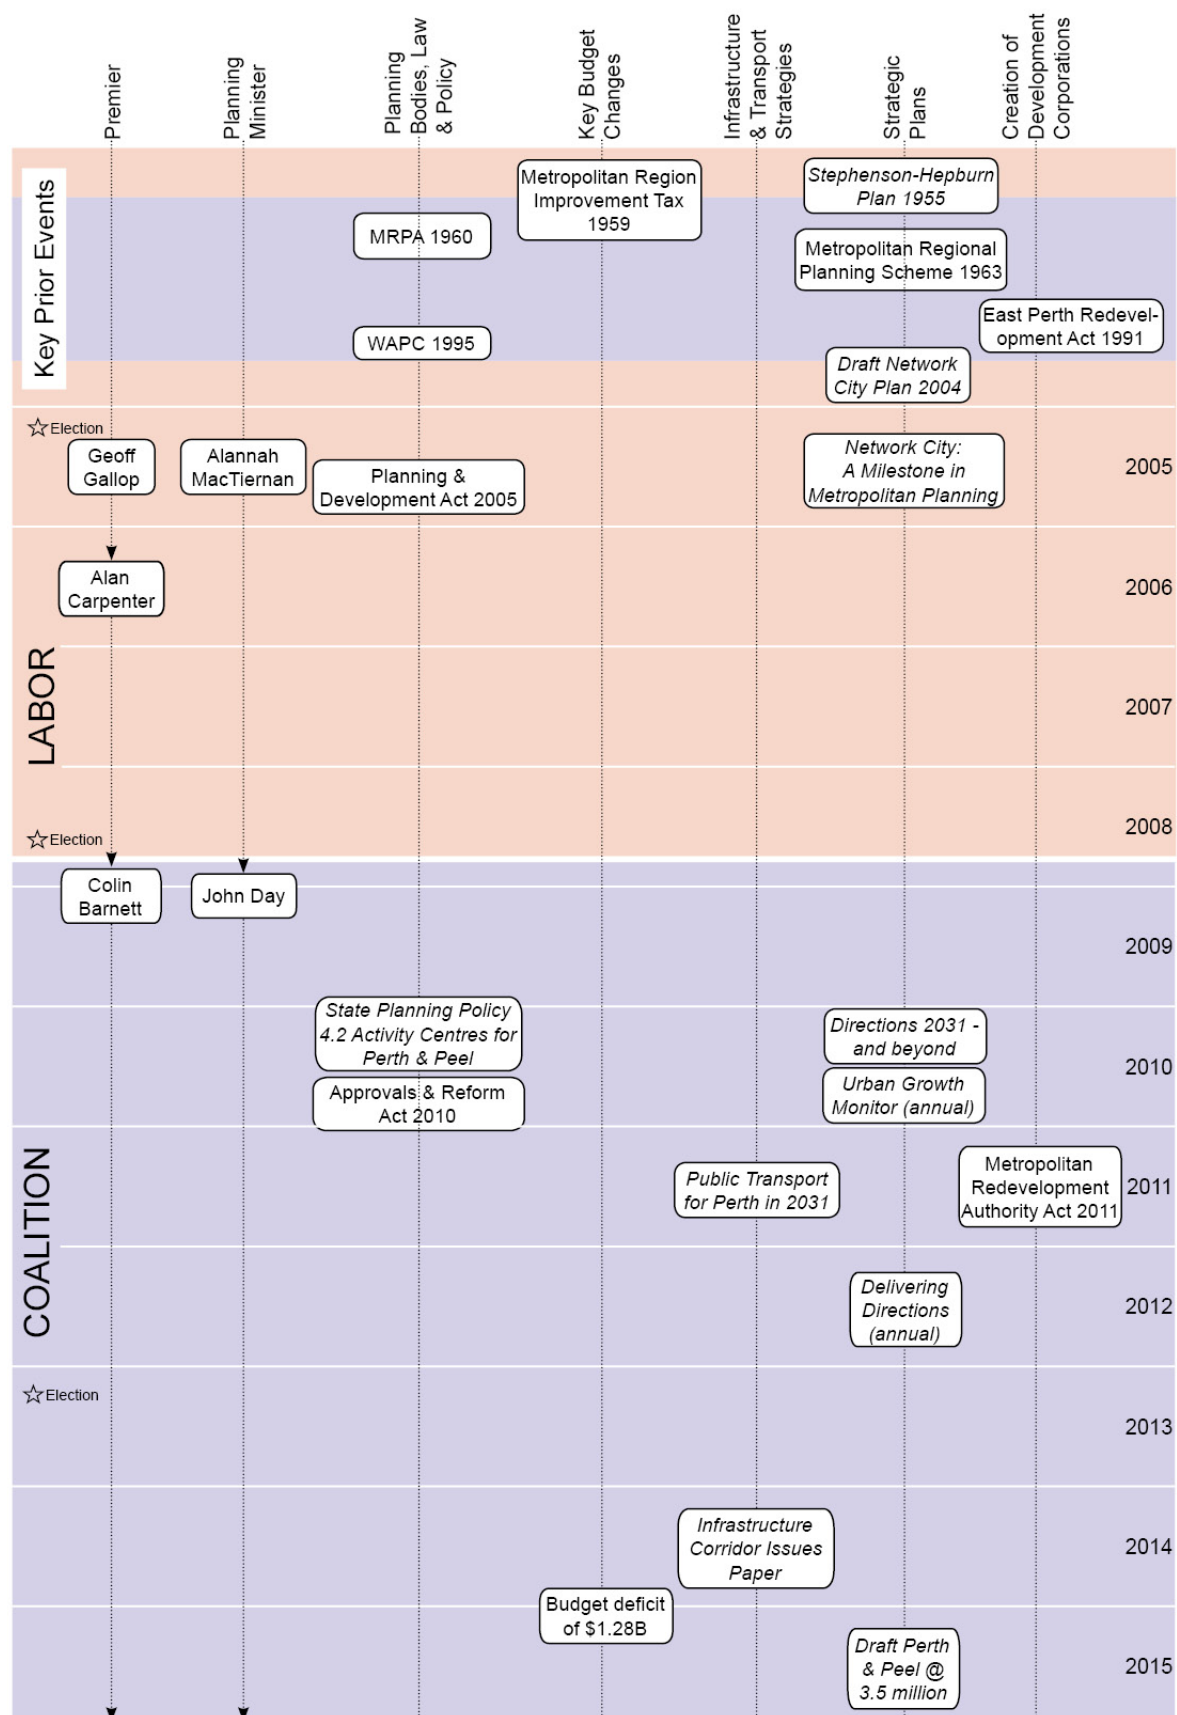 Premier
Planning
Minister
Planning
Bodies, Law
& Policy
Key Budget
Changes
Infrastructure
& Transport
Strategies
Strategic
Plans
Creation of
Development
Corporations
Key Prior Events
Metropolitan Region
Improvement Tax
1959
Stephenson-Hepburn
Plan 1955
MRPA 1960
Metropolitan Regional
Planning Scheme 1963
East Perth Redevel-
opment Act 1991
WAPC 1995
Draft Network
City Plan 2004
LABOR
☆Election
Geoff
Gallop
Alannah
MacTiernan
Planning &
Development Act 2005
Network City:
A Milestone in
Metropolitan Planning
2005
Alan
Carpenter
2006
2007
2008
☆Election
COALITION
Colin
Barnett
John Day
2009
State Planning Policy
4.2 Activity Centres for
Perth & Peel
Approvals & Reform
Act 2010
Directions 2031 -
and beyond
Urban Growth
Monitor (annual)
2010
Public Transport
for Perth in 2031
Metropolitan
Redevelopment
Authority Act 2011
2011
Delivering
Directions
(annual)
2012
☆Election
2013
Infrastructure
Corridor Issues
Paper
2014
Budget deficit
of $1.28B
Draft Perth
& Peel @
3.5 million
2015